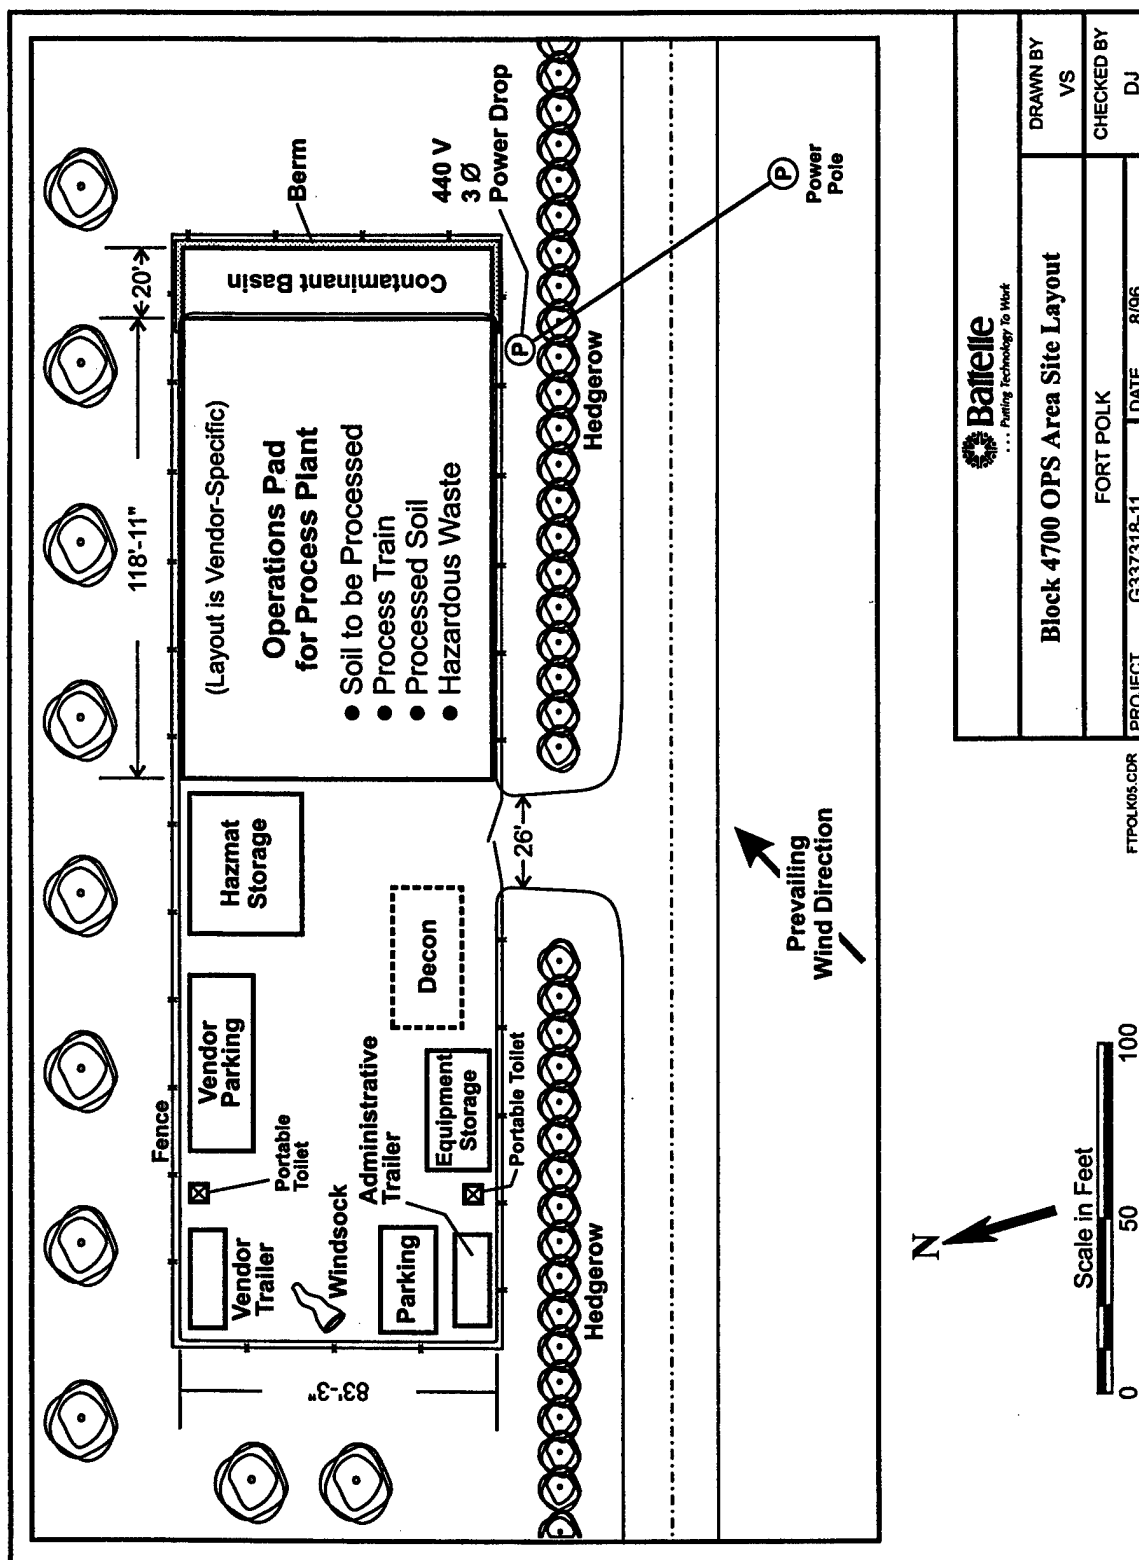 118'-11"
20'
(Layout is Vendor-Specific)
Operations Pad
for Process Plant
● Soil to be Processed
● Process Train
● Processed Soil
● Hazardous Waste
Contaminant Basin
Berm
440 V
3 Ø
Power Drop
P
P
Power
Pole
Hedgerow
Fence
Vendor
Parking
Hazmat
Storage
Portable
Toilet
Vendor
Trailer
Windsock
Administrative
Trailer
Decon
Equipment
Storage
Portable Toilet
Parking
26'
83'-3"
Hedgerow
Prevailing
Wind Direction
N
Scale in Feet
0 50 100
Battelle
. . . Putting Technology To Work
Block 4700 OPS Area Site Layout
DRAWN BY
VS
FORT POLK
CHECKED BY
DJ
PROJECT G337318-11 DATE 8/96
FTPOLK05.CDR